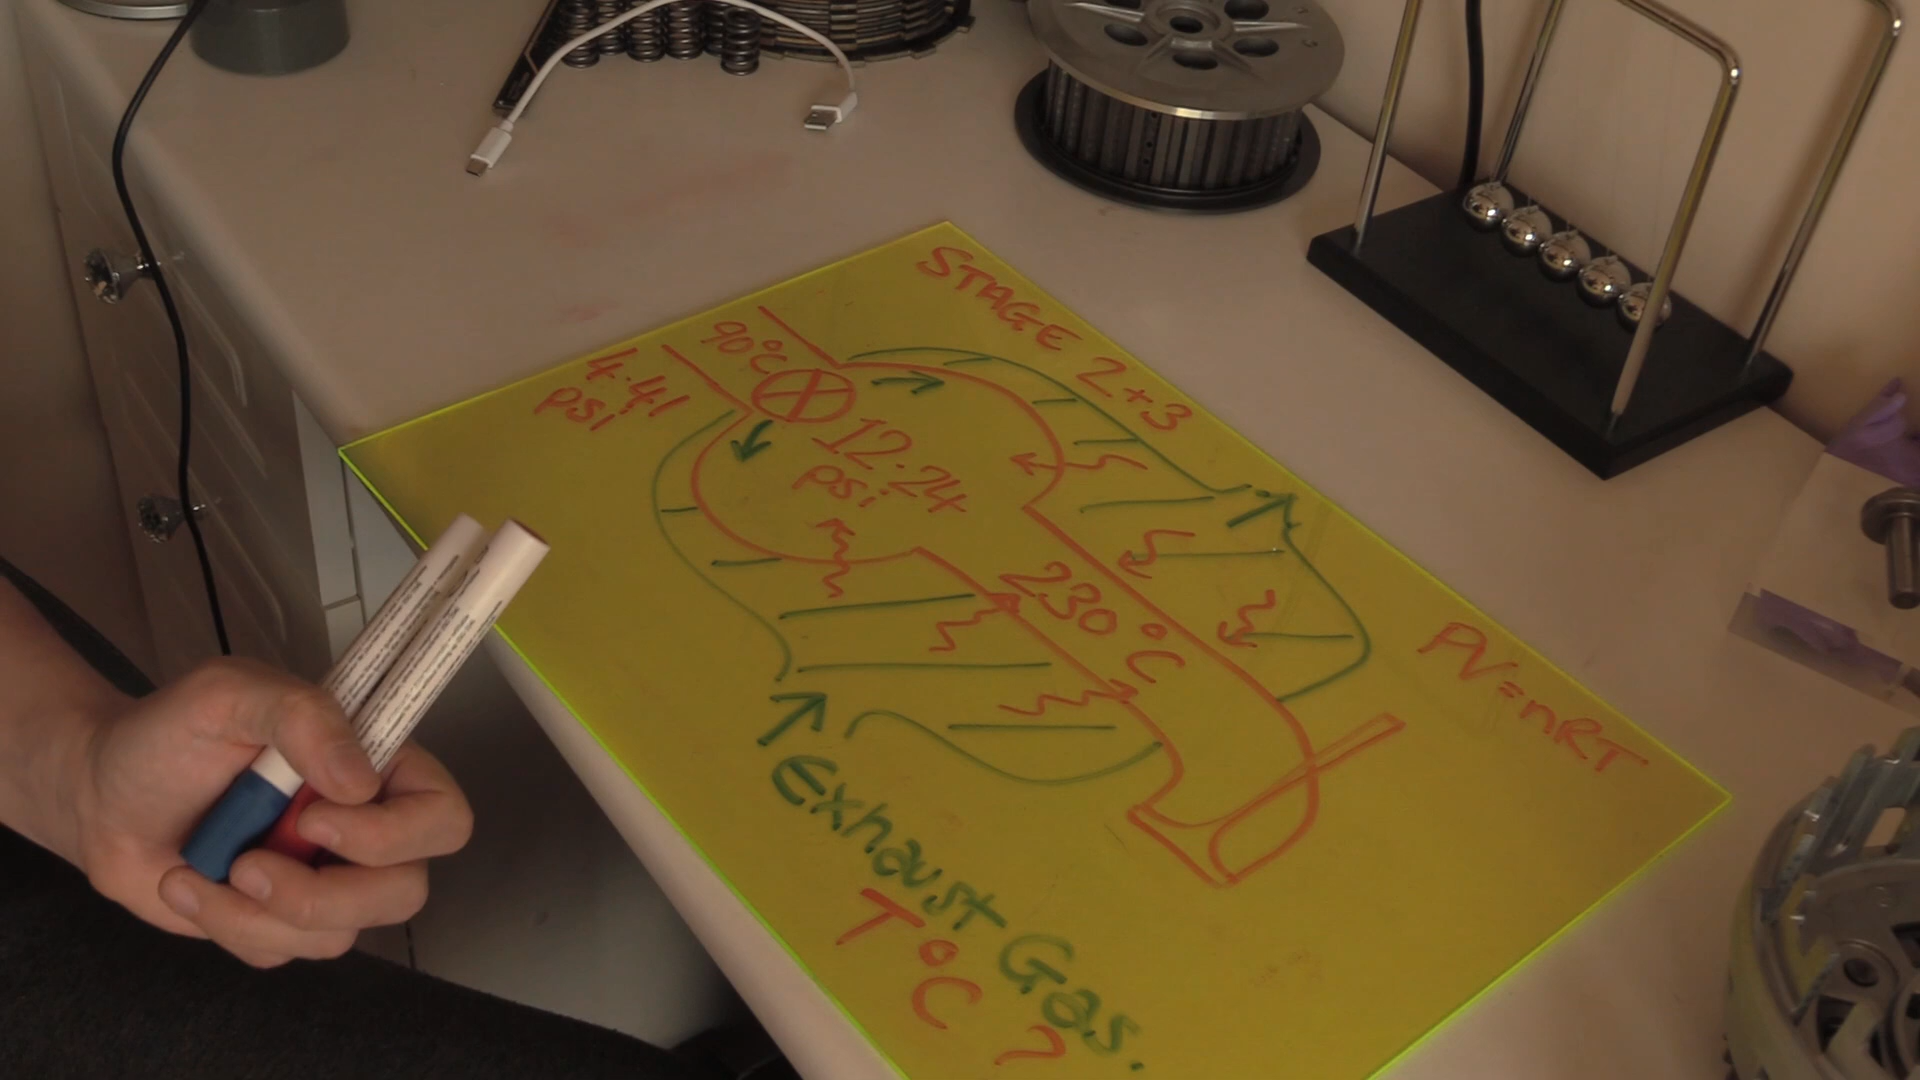 STAGE 2+3
90°C
4.41
psi
12.24
psi
230°C
PV=nRT
Exhaust Gas.
T°C ?